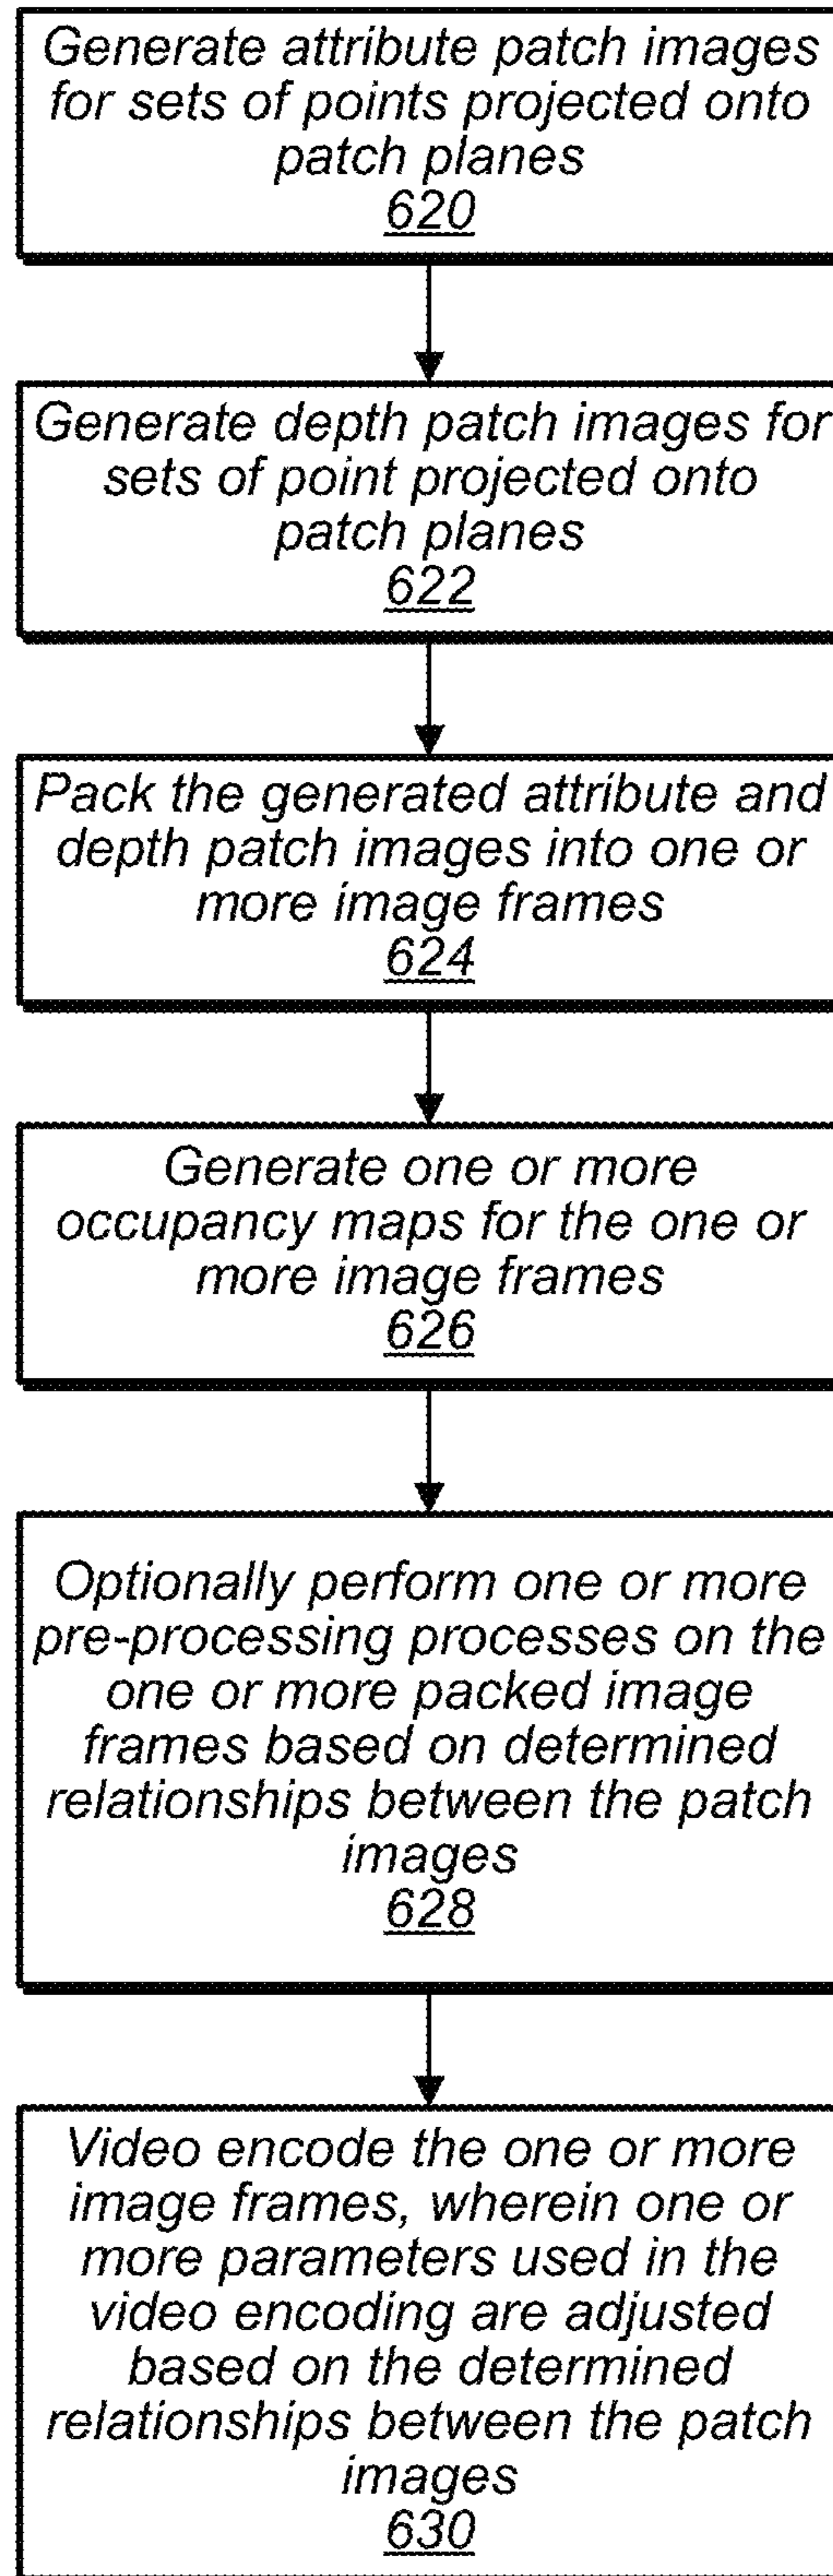 Generate attribute patch images
for sets of points projected onto
patch planes
620
Generate depth patch images for
sets of point projected onto
patch planes
622
Pack the generated attribute and
depth patch images into one or
more image frames
624
Generate one or more
occupancy maps for the one or
more image frames
626
Optionally perform one or more
pre-processing processes on the
one or more packed image
frames based on determined
relationships between the patch
images
628
Video encode the one or more
image frames, wherein one or
more parameters used in the
video encoding are adjusted
based on the determined
relationships between the patch
images
630